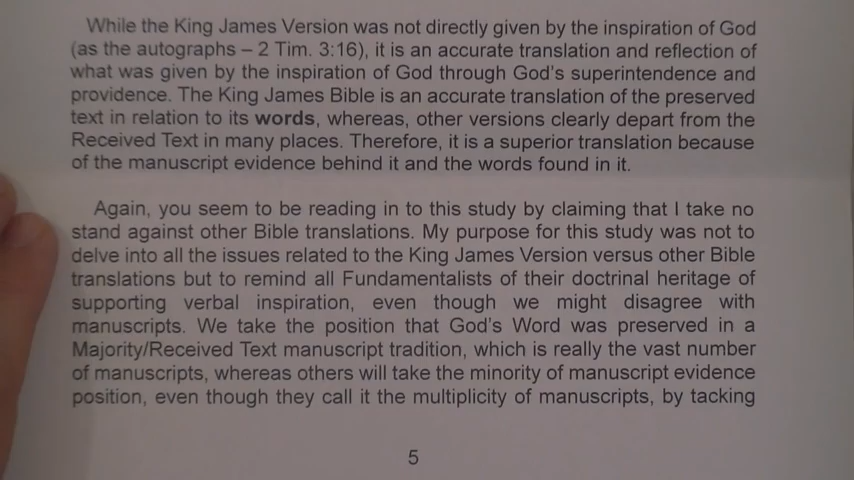 While the King James Version was not directly given by the inspiration of God
(as the autographs – 2 Tim. 3:16), it is an accurate translation and reflection of
what was given by the inspiration of God through God's superintendence and
providence. The King James Bible is an accurate translation of the preserved
text in relation to its words, whereas, other versions clearly depart from the
Received Text in many places. Therefore, it is a superior translation because
of the manuscript evidence behind it and the words found in it.
Again, you seem to be reading in to this study by claiming that I take no
stand against other Bible translations. My purpose for this study was not to
delve into all the issues related to the King James Version versus other Bible
translations but to remind all Fundamentalists of their doctrinal heritage of
supporting verbal inspiration, even though we might disagree with
manuscripts. We take the position that God's Word was preserved in a
Majority/Received Text manuscript tradition, which is really the vast number
of manuscripts, whereas others will take the minority of manuscript evidence
position, even though they call it the multiplicity of manuscripts, by tacking
5